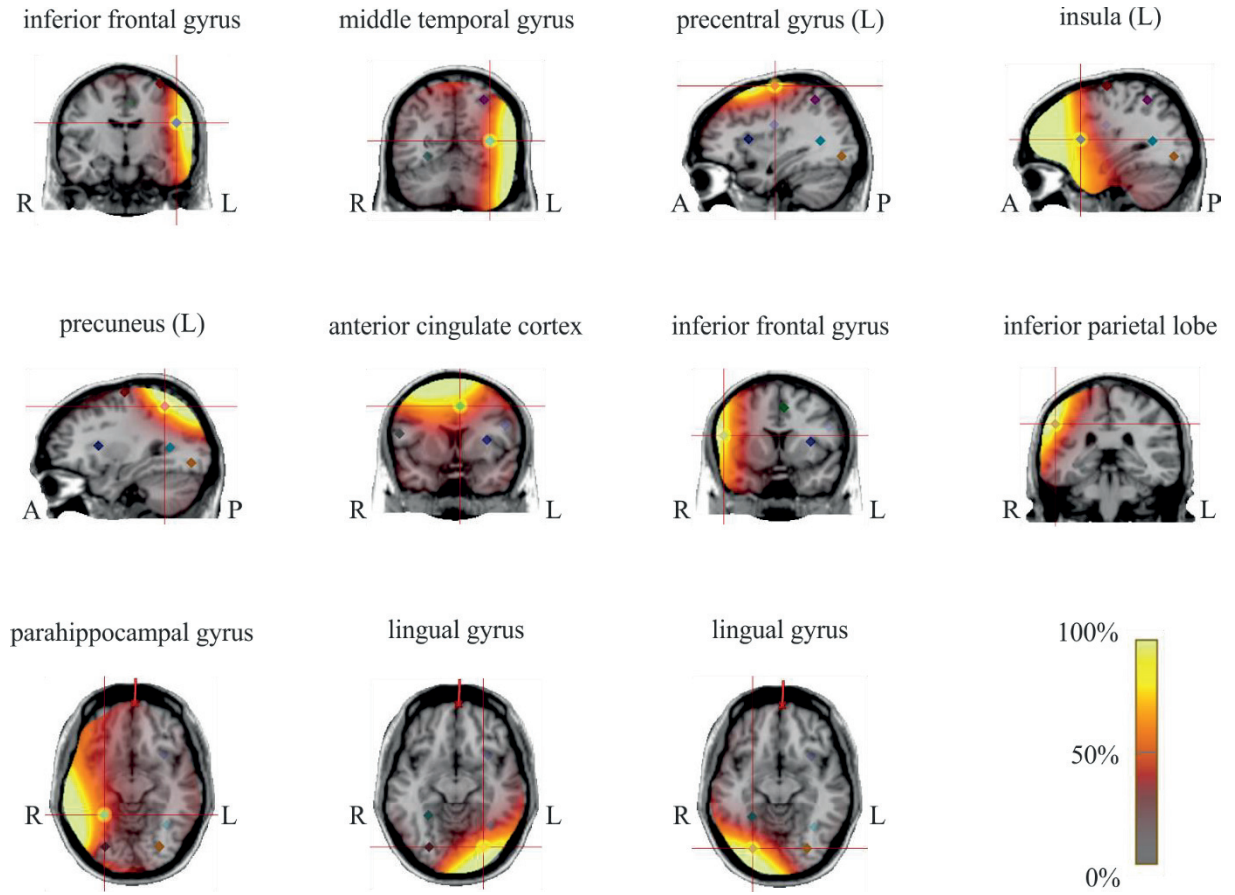 inferior frontal gyrus
middle temporal gyrus
precentral gyrus (L)
insula (L)
R
L
R
L
A
P
A
P
precuneus (L)
anterior cingulate cortex
inferior frontal gyrus
inferior parietal lobe
A
P
R
L
R
L
R
L
parahippocampal gyrus
lingual gyrus
lingual gyrus
100%
50%
0%
R
L
R
L
R
L